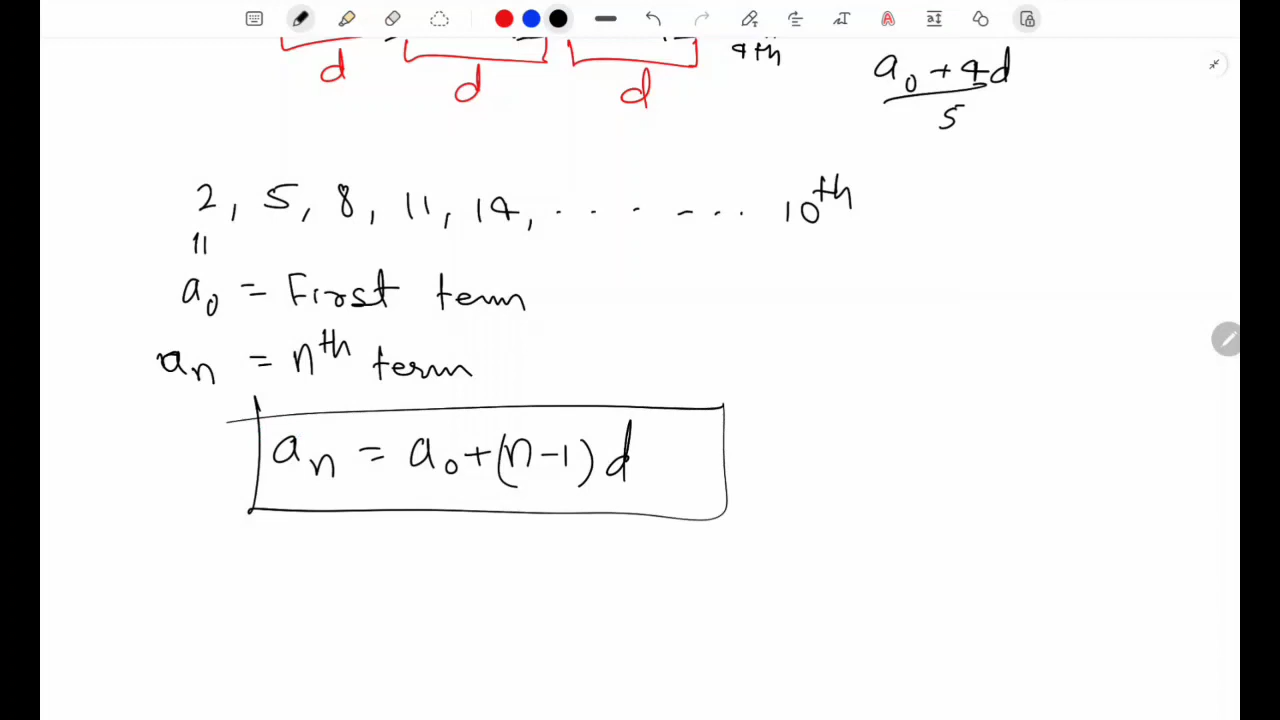 d d d 4th
a₀ + 4d
5
2, 5, 8, 11, 14, · · · - - · · 10ᵗʰ
11
a₀ = First term
aₙ = nᵗʰ term
aₙ = a₀+(n-1)d